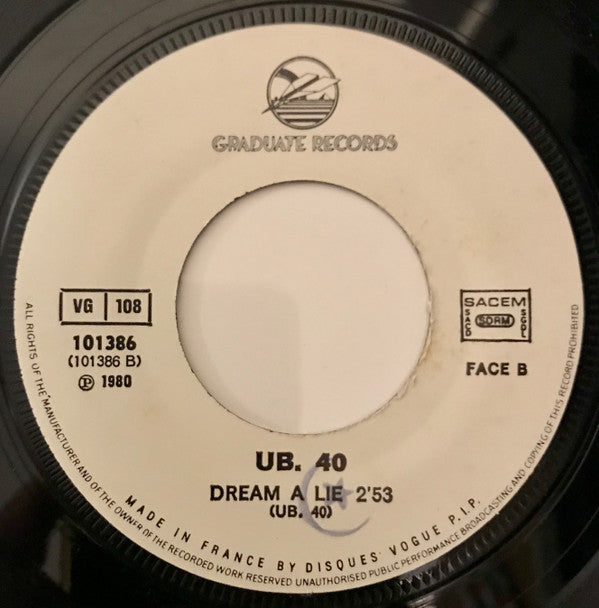 GRADUATE RECORDS
VG 108
101386
(101386 B)
Ⓟ 1980
SACEM
SACD SDRM SGDL
FACE B
UB. 40
DREAM A LIE 2'53
(UB. 40)
MADE IN FRANCE BY DISQUES VOGUE P.I.P.
ALL RIGHTS OF THE MANUFACTURER AND OF THE OWNER OF THE RECORDED WORK RESERVED UNAUTHORISED PUBLIC PERFORMANCE BROADCASTING AND COPYING OF THIS RECORD PROHIBITED